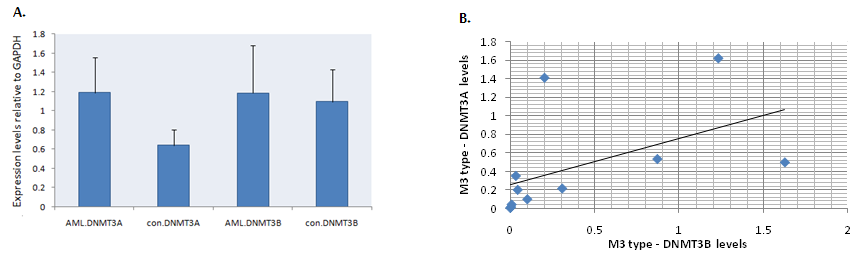 A.
Expression levels relative to GAPDH
1.8
1.6
1.4
1.2
1
0.8
0.6
0.4
0.2
0
AML.DNMT3A con.DNMT3A AML.DNMT3B con.DNMT3B
B.
M3 type - DNMT3A levels
1.8
1.6
1.4
1.2
1
0.8
0.6
0.4
0.2
0
0 0.5 1 1.5 2
M3 type - DNMT3B levels